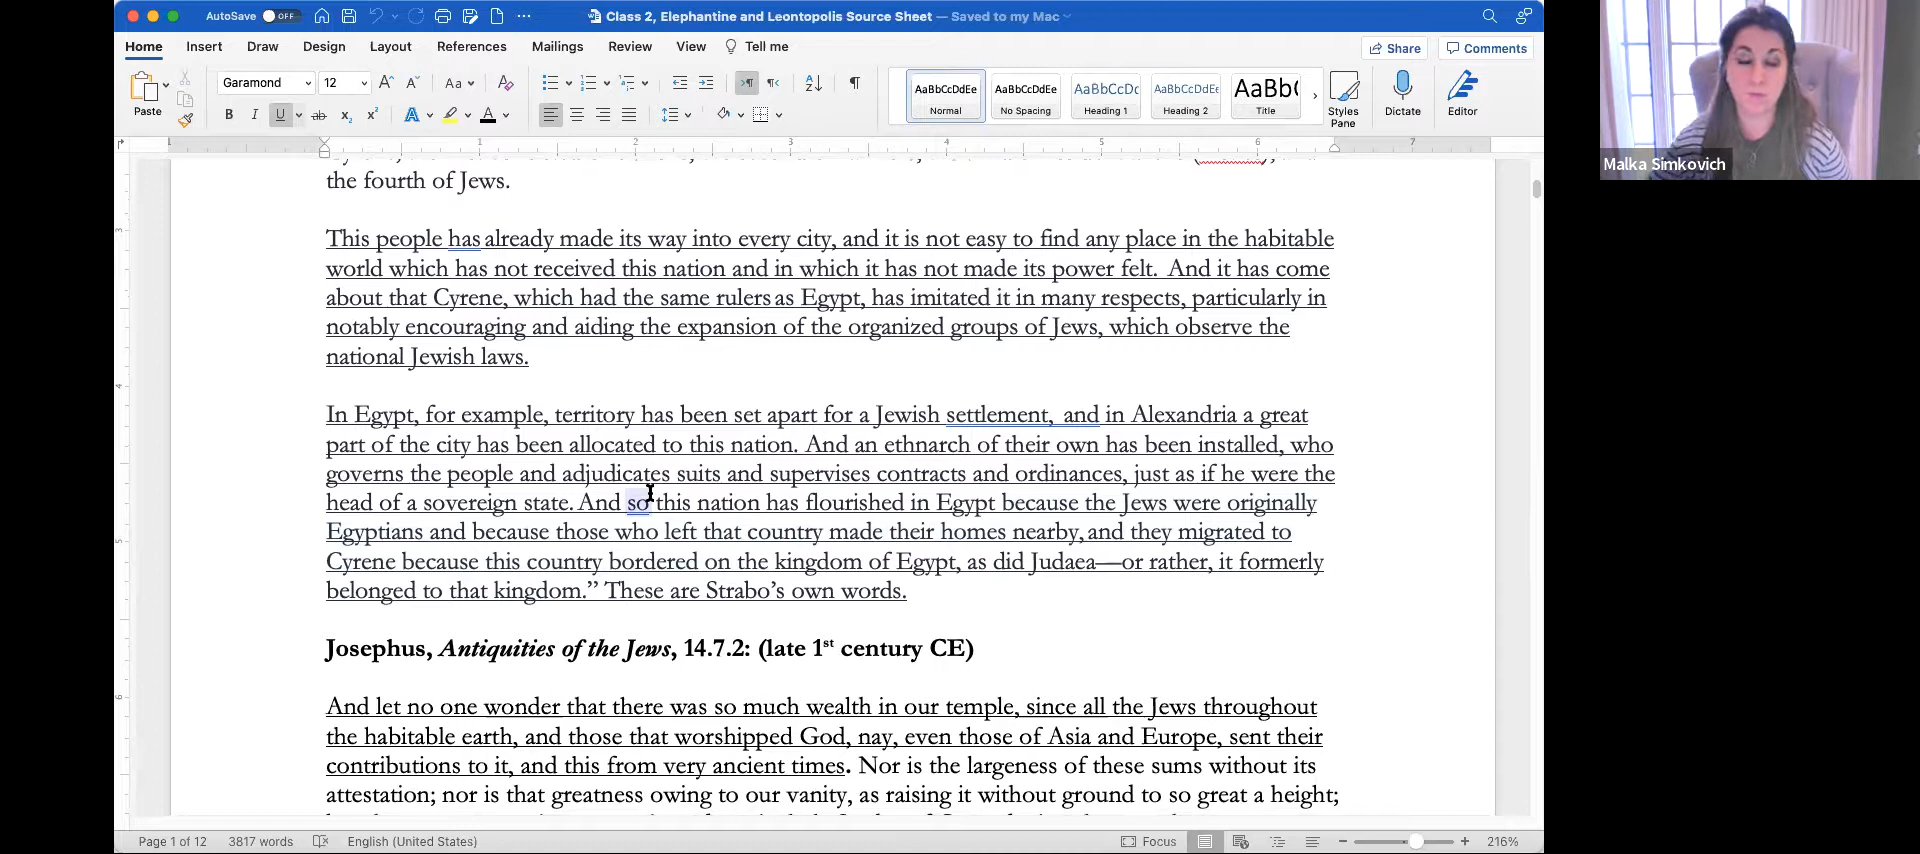 AutoSave OFF
Class 2, Elephantine and Leontopolis Source Sheet — Saved to my Mac
Home Insert Draw Design Layout References Mailings Review View Tell me
Share Comments
Paste
Garamond 12
AaBbCcDdEe AaBbCcDdEe AaBbCcDc AaBbCcDdEe AaBb(
Normal No Spacing Heading 1 Heading 2 Title
Styles Pane
Dictate
Editor
1 1 2 3 4 5 6 7
the fourth of Jews.
This people has already made its way into every city, and it is not easy to find any place in the habitable
world which has not received this nation and in which it has not made its power felt. And it has come
about that Cyrene, which had the same rulers as Egypt, has imitated it in many respects, particularly in
notably encouraging and aiding the expansion of the organized groups of Jews, which observe the
national Jewish laws.
In Egypt, for example, territory has been set apart for a Jewish settlement, and in Alexandria a great
part of the city has been allocated to this nation. And an ethnarch of their own has been installed, who
governs the people and adjudicates suits and supervises contracts and ordinances, just as if he were the
head of a sovereign state. And so this nation has flourished in Egypt because the Jews were originally
Egyptians and because those who left that country made their homes nearby, and they migrated to
Cyrene because this country bordered on the kingdom of Egypt, as did Judaea—or rather, it formerly
belonged to that kingdom.” These are Strabo’s own words.
Josephus, Antiquities of the Jews, 14.7.2: (late 1st century CE)
And let no one wonder that there was so much wealth in our temple, since all the Jews throughout
the habitable earth, and those that worshipped God, nay, even those of Asia and Europe, sent their
contributions to it, and this from very ancient times. Nor is the largeness of these sums without its
attestation; nor is that greatness owing to our vanity, as raising it without ground to so great a height;
Page 1 of 12 3817 words English (United States) Focus 216%
Malka Simkovich